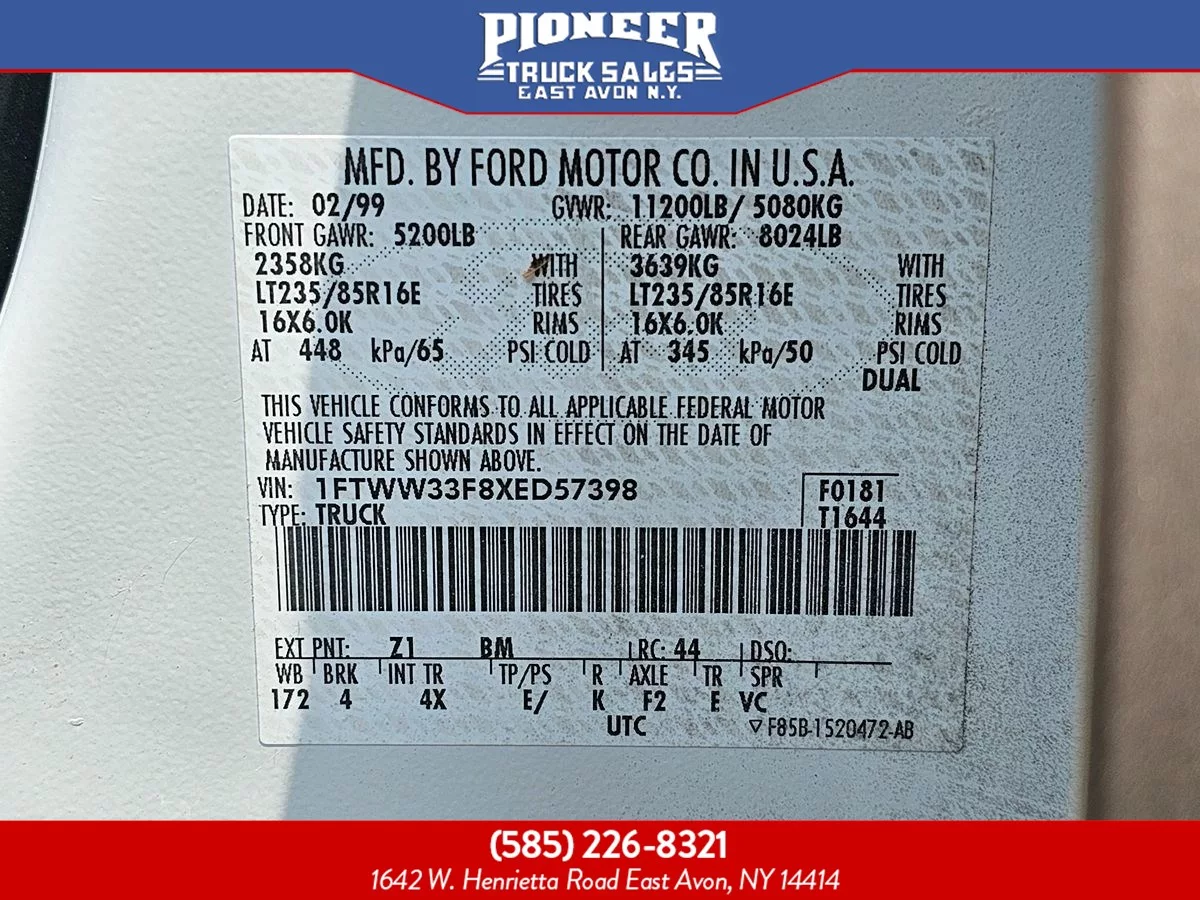 PIONEER
TRUCK SALES
EAST AVON N.Y.
MFD. BY FORD MOTOR CO. IN U.S.A.
DATE: 02/99 GVWR: 11200LB/ 5080KG
FRONT GAWR: 5200LB REAR GAWR: 8024LB
2358KG WITH 3639KG WITH
LT235/85R16E TIRES LT235/85R16E TIRES
16X6.0K RIMS 16X6.0K RIMS
AT 448 kPa/65 PSI COLD AT 345 kPa/50 PSI COLD
DUAL
THIS VEHICLE CONFORMS TO ALL APPLICABLE FEDERAL MOTOR
VEHICLE SAFETY STANDARDS IN EFFECT ON THE DATE OF
MANUFACTURE SHOWN ABOVE.
VIN: 1FTWW33F8XED57398 F0181
TYPE: TRUCK T1644
EXT PNT: Z1 BM LRC: 44 DSO:
WB BRK INT TR TP/PS R AXLE TR SPR
172 4 4X E/ K F2 E VC
UTC ▽ F85B-1520472-AB
(585) 226-8321
1642 W. Henrietta Road East Avon, NY 14414